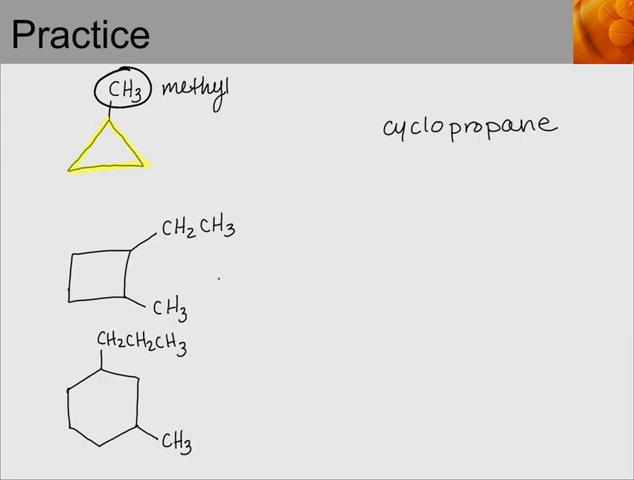 Practice
CH3 methyl
cyclopropane
CH2CH3
CH3
CH2CH2CH3
CH3